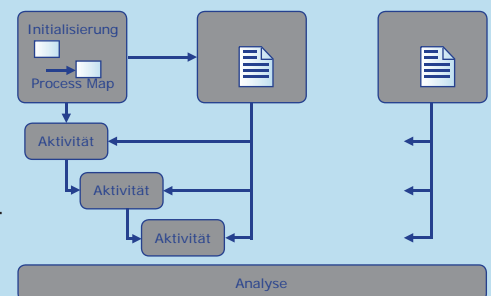 Initialisierung
Process Map
Aktivität
Aktivität
Aktivität
Analyse